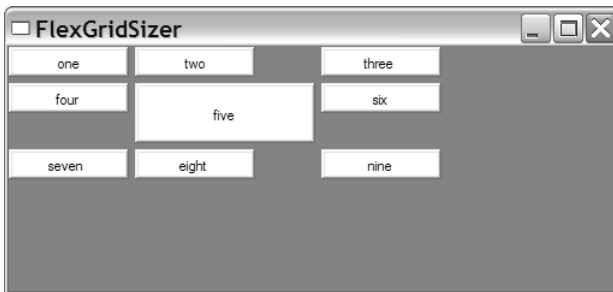 FlexGridSizer
one two three
four five six
seven eight nine